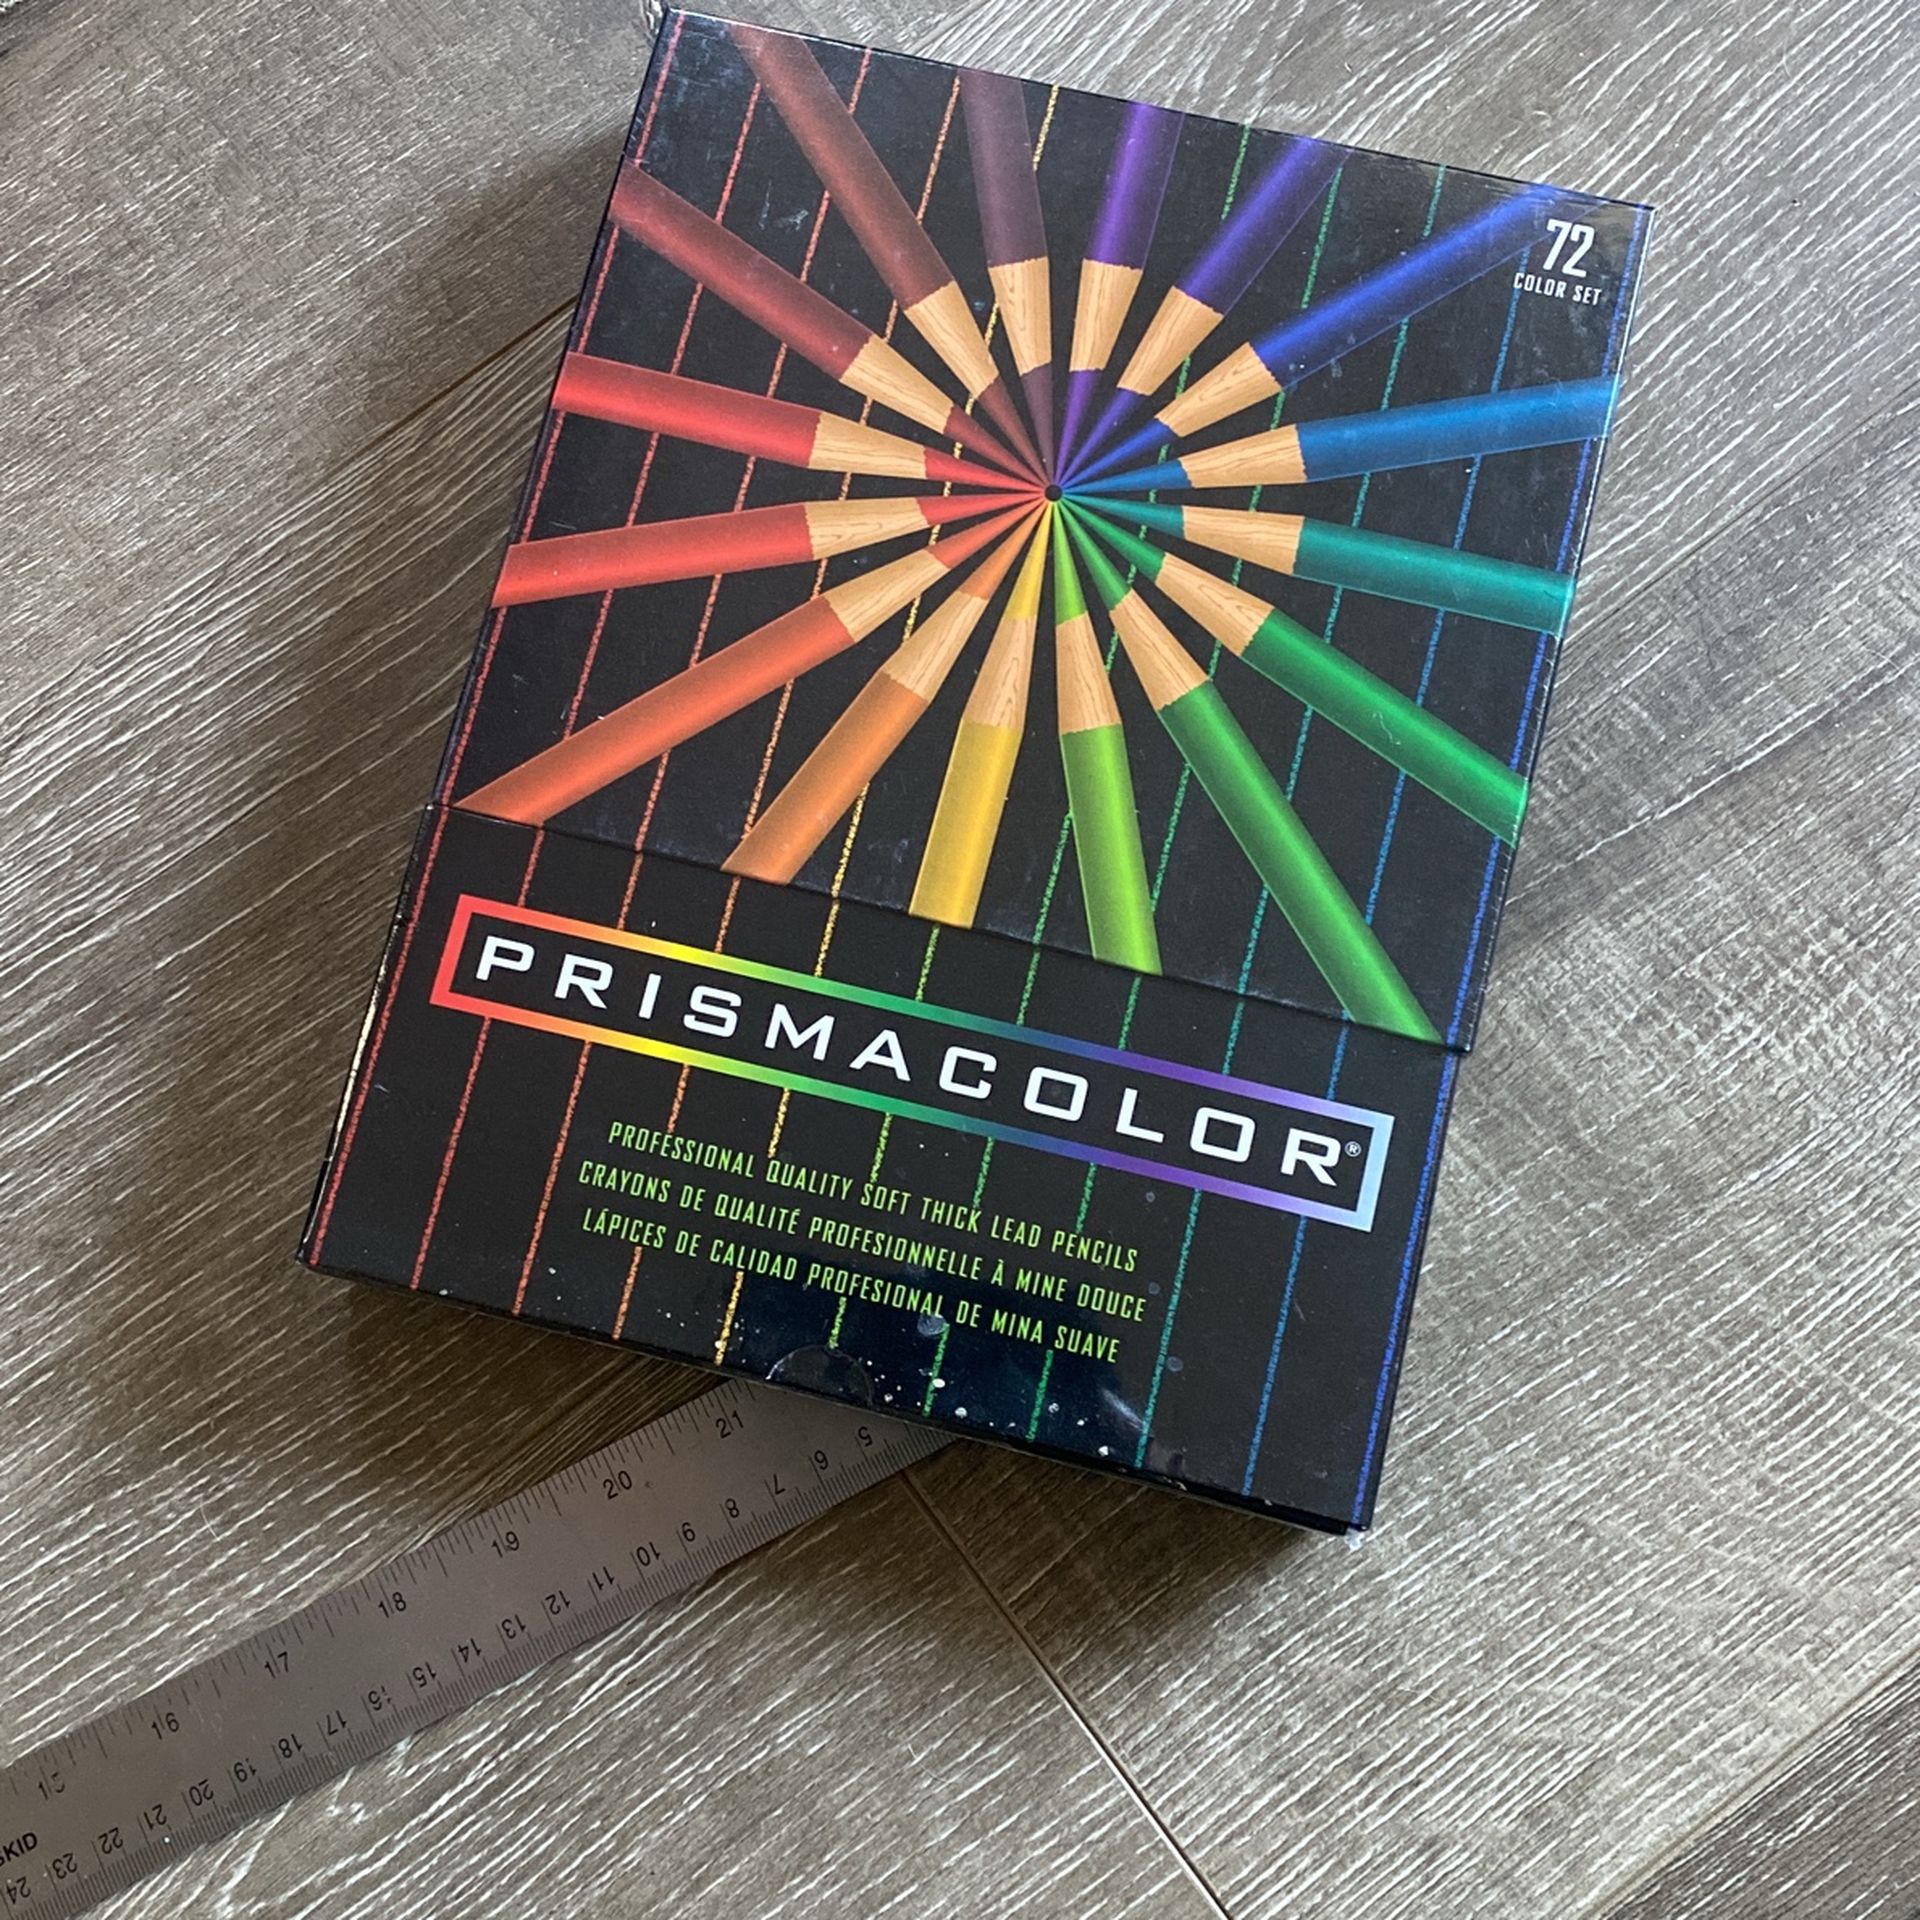 72
COLOR SET
PRISMACOLOR®
PROFESSIONAL QUALITY SOFT THICK LEAD PENCILS
CRAYONS DE QUALITÉ PROFESIONNELLE À MINE DOUCE
LÁPICES DE CALIDAD PROFESIONAL DE MINA SUAVE
16 17 18 19 20 21
24 23 22 21 20 19 18 17 16 15 14 13 12 11 10 9 8 7 6 5